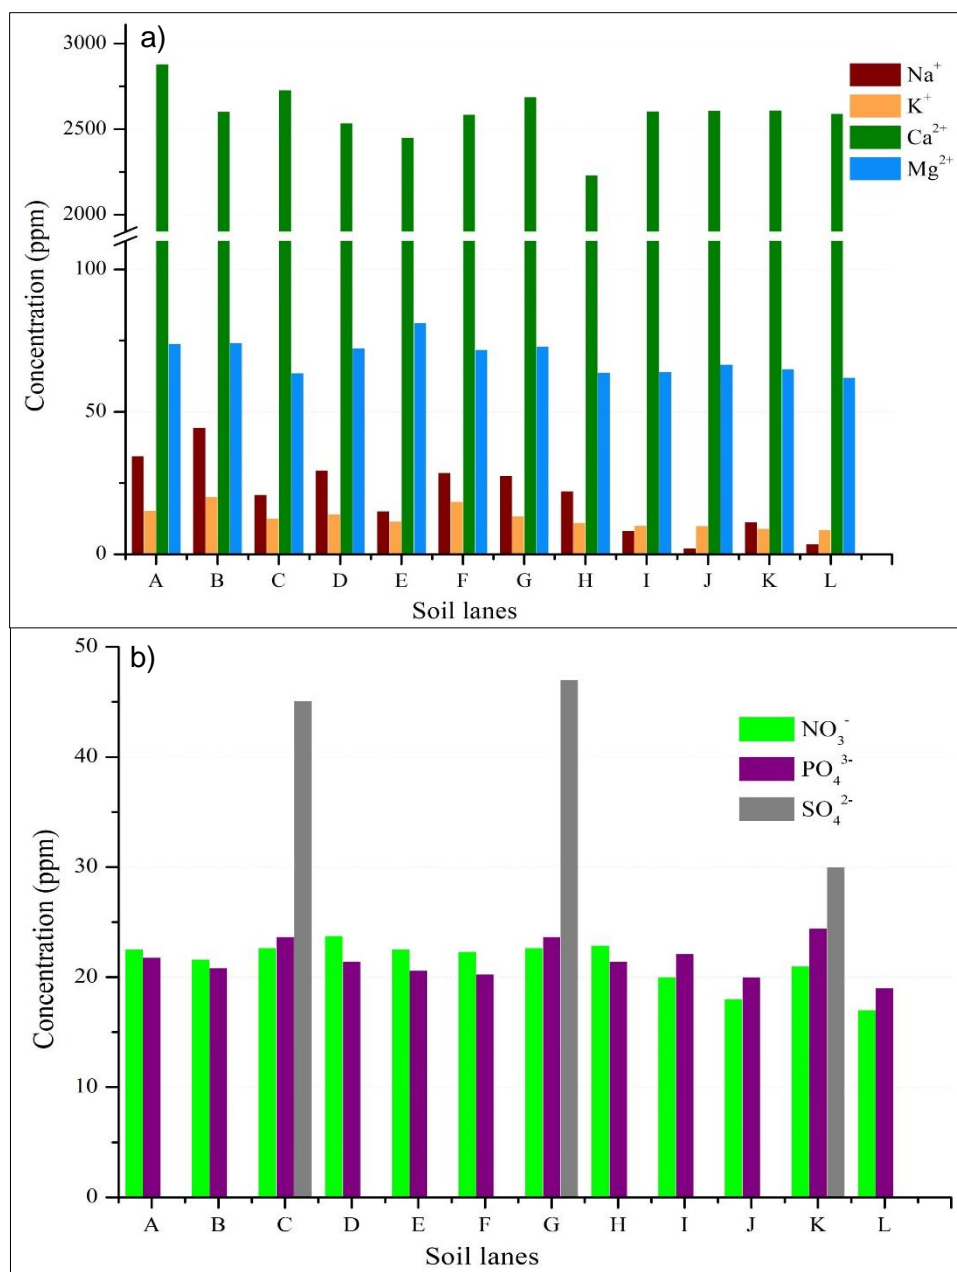 a)
Na⁺
K⁺
Ca²⁺
Mg²⁺
3000
2500
2000
100
50
0
Concentration (ppm)
A B C D E F G H I J K L
Soil lanes
b)
NO₃⁻
PO₄³⁻
SO₄²⁻
50
40
30
20
10
0
Concentration (ppm)
A B C D E F G H I J K L
Soil lanes